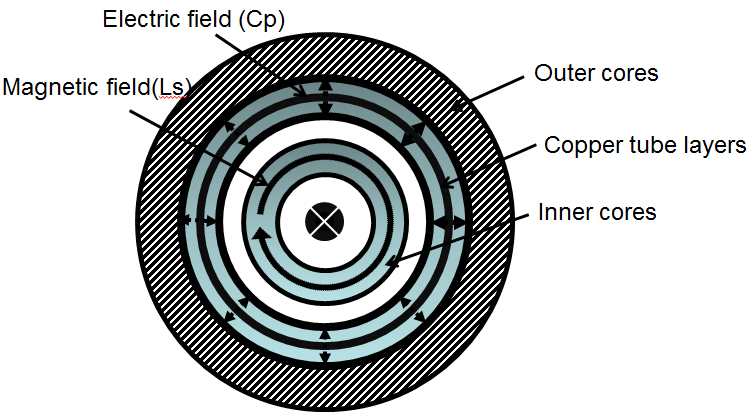 Electric field (Cp)
Magnetic field(Ls)
Outer cores
Copper tube layers
Inner cores